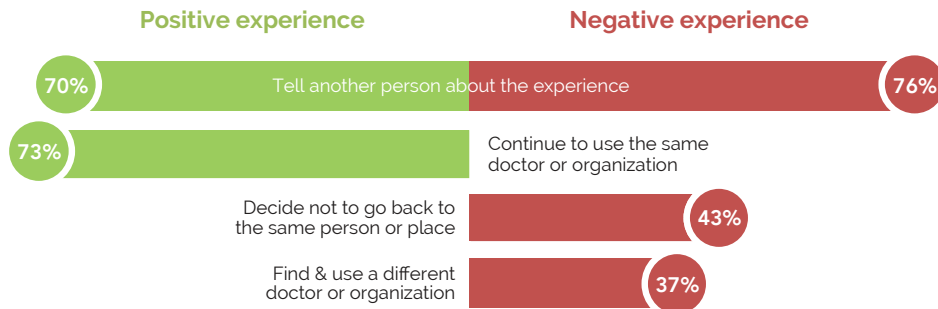 Positive experience
Negative experience
70%
Tell another person about the experience
76%
73%
Continue to use the same
doctor or organization
Decide not to go back to
the same person or place
43%
Find & use a different
doctor or organization
37%